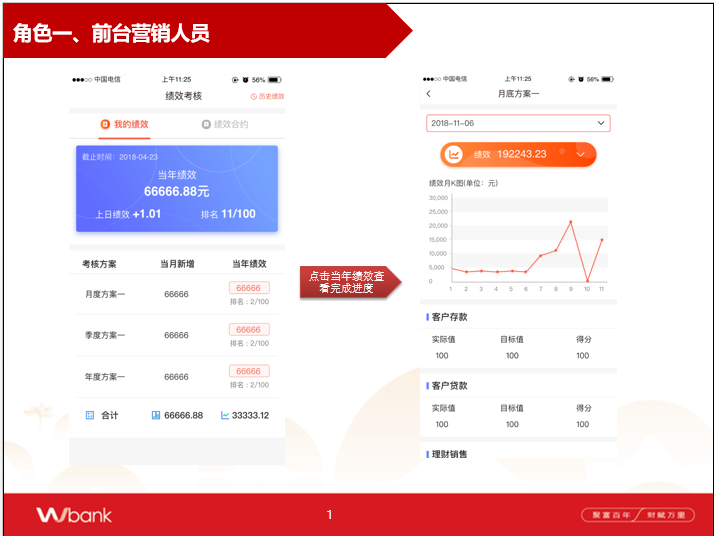 角色一、前台营销人员
中国电信 上午11:25 56%
绩效考核 历史绩效
我的绩效 绩效合约
截止时间：2018-04-23
当年绩效
66666.88元
上日绩效 +1.01 排名 11/100
考核方案 当月新增 当年绩效
月度方案一 66666 66666
排名：2/100
季度方案一 66666 66666
排名：2/100
年度方案一 66666 66666
排名：2/100
合计 66666.88 33333.12
点击当年绩效查
看完成进度
中国电信 上午11:25 56%
月底方案一
2018-11-06
绩效 192243.23
绩效月K图(单位：元)
30,000
25,000
20,000
15,000
10,000
5,000
0
1 2 3 4 5 6 7 8 9 10 11
客户存款
实际值 目标值 得分
100 100 100
客户贷款
实际值 目标值 得分
100 100 100
理财销售
Wbank
1
聚富百年 财赋万里